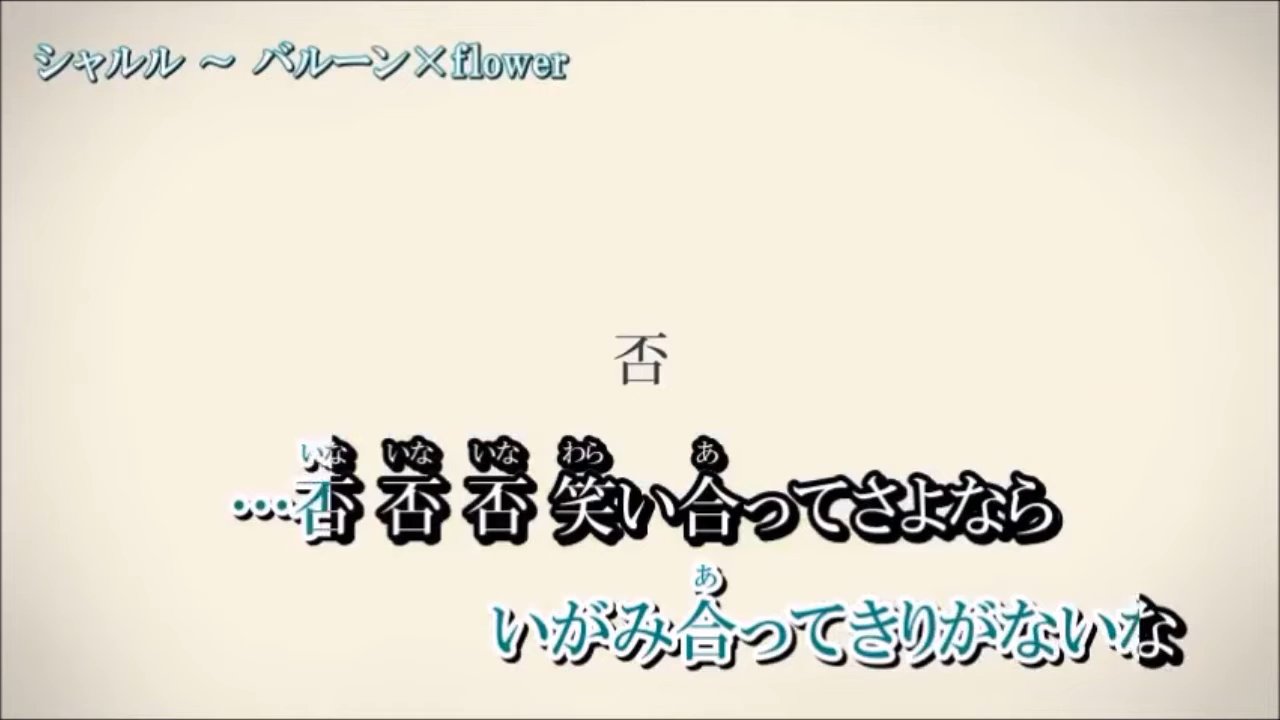 シャルル ~ バルーン×flower
否
いな いな いな わら あ
…否 否 否 笑い合ってさよなら
あ
いがみ合ってきりがないな